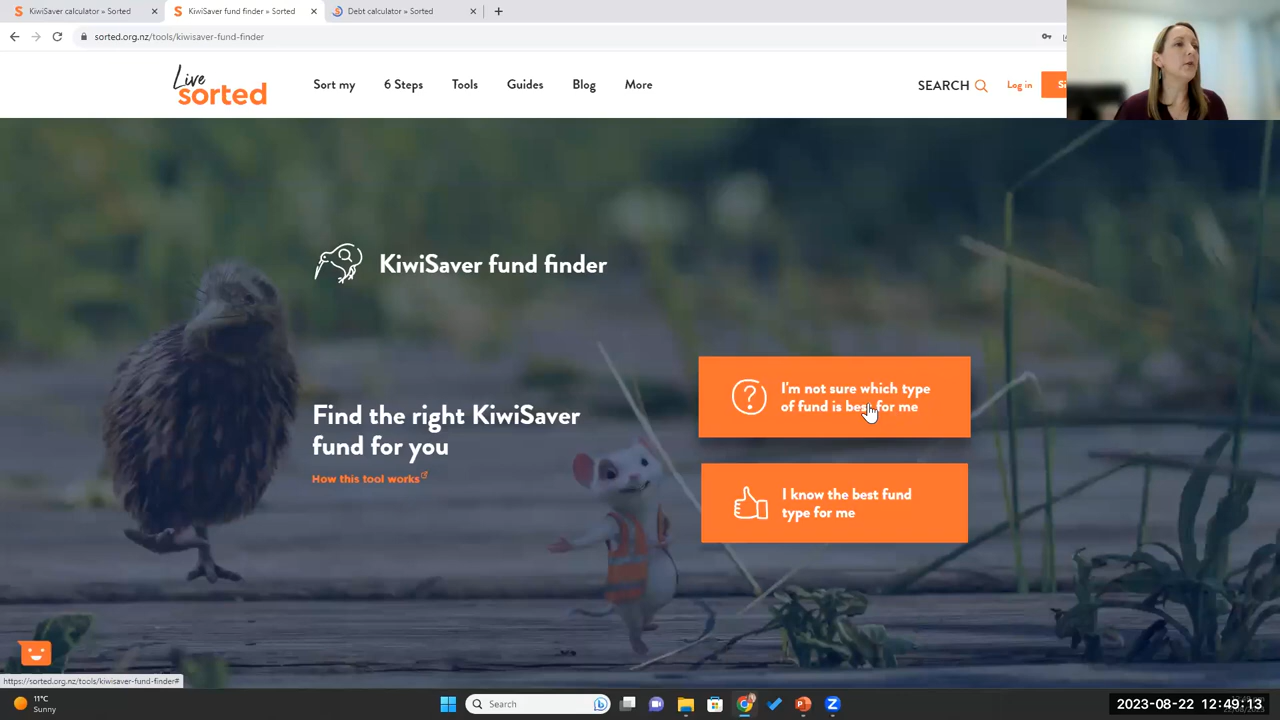 KiwiSaver calculator » Sorted
KiwiSaver fund finder » Sorted
Debt calculator » Sorted
sorted.org.nz/tools/kiwisaver-fund-finder
Live
sorted
Sort my
6 Steps
Tools
Guides
Blog
More
SEARCH
Log in
KiwiSaver fund finder
I'm not sure which type
of fund is best for me
Find the right KiwiSaver
fund for you
How this tool works
I know the best fund
type for me
https://sorted.org.nz/tools/kiwisaver-fund-finder#
11°C
Sunny
Search
2023-08-22 12:49:13